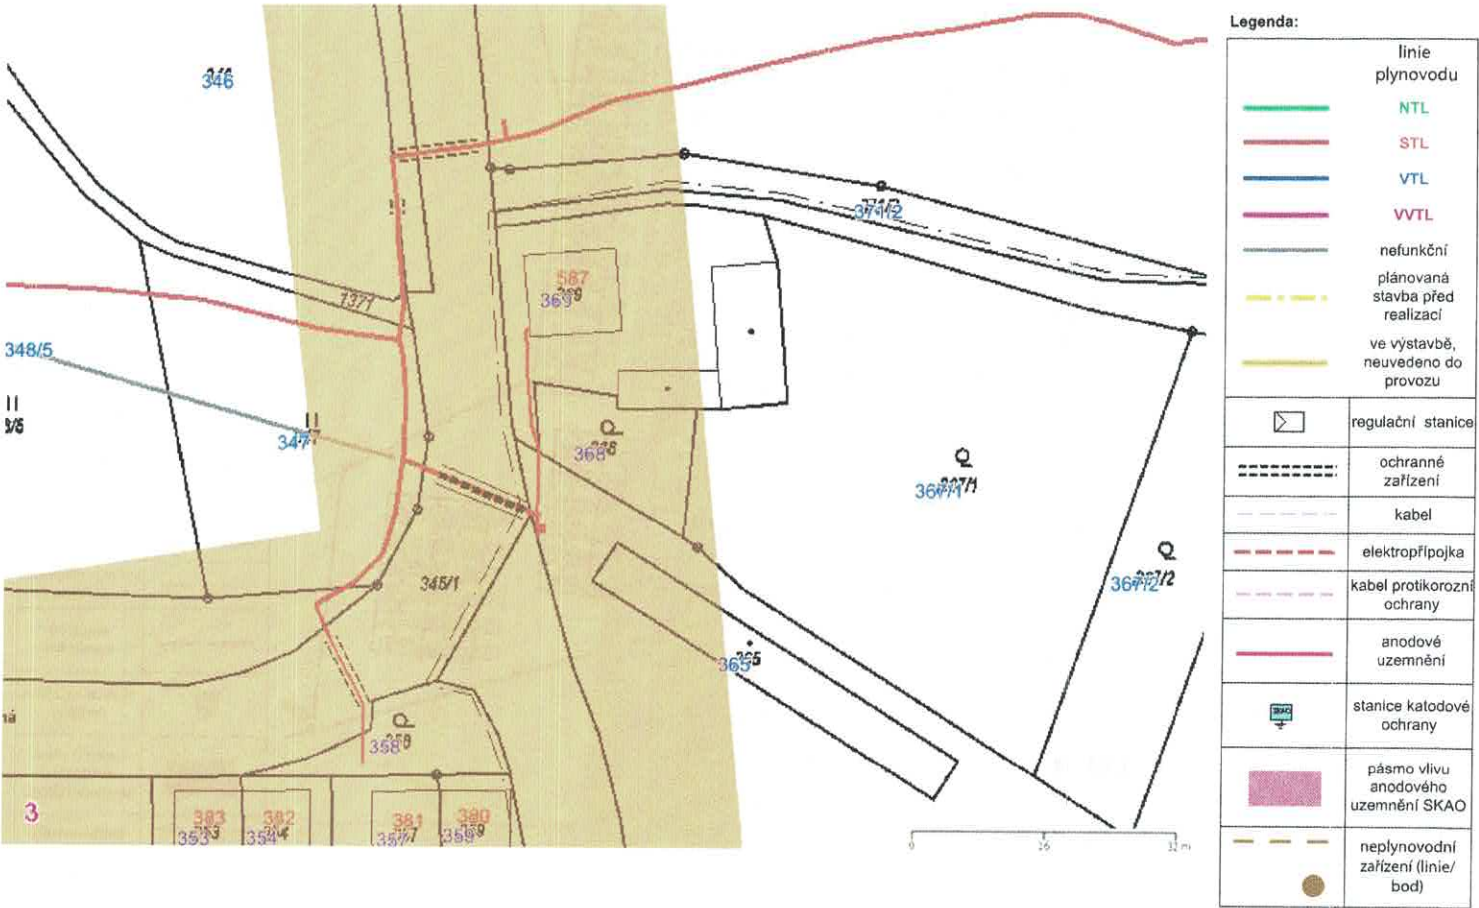 Legenda:
linie
plynovodu
NTL
STL
VTL
VVTL
nefunkční
plánovaná
stavba před
realizací
ve výstavbě,
neuvedeno do
provozu
regulační stanice
ochranné
zařízení
kabel
elektropřípojka
kabel protikorozní
ochrany
anodové
uzemnění
stanice katodové
ochrany
pásmo vlivu
anodového
uzemnění SKAO
neplynovodní
zařízení (linie/
bod)
346
371/2
1371
587
369
348/5
347
368
367/1
367/2
345/1
365
358
3
383
382
381
380
353
354
357
359
0
16
32 m